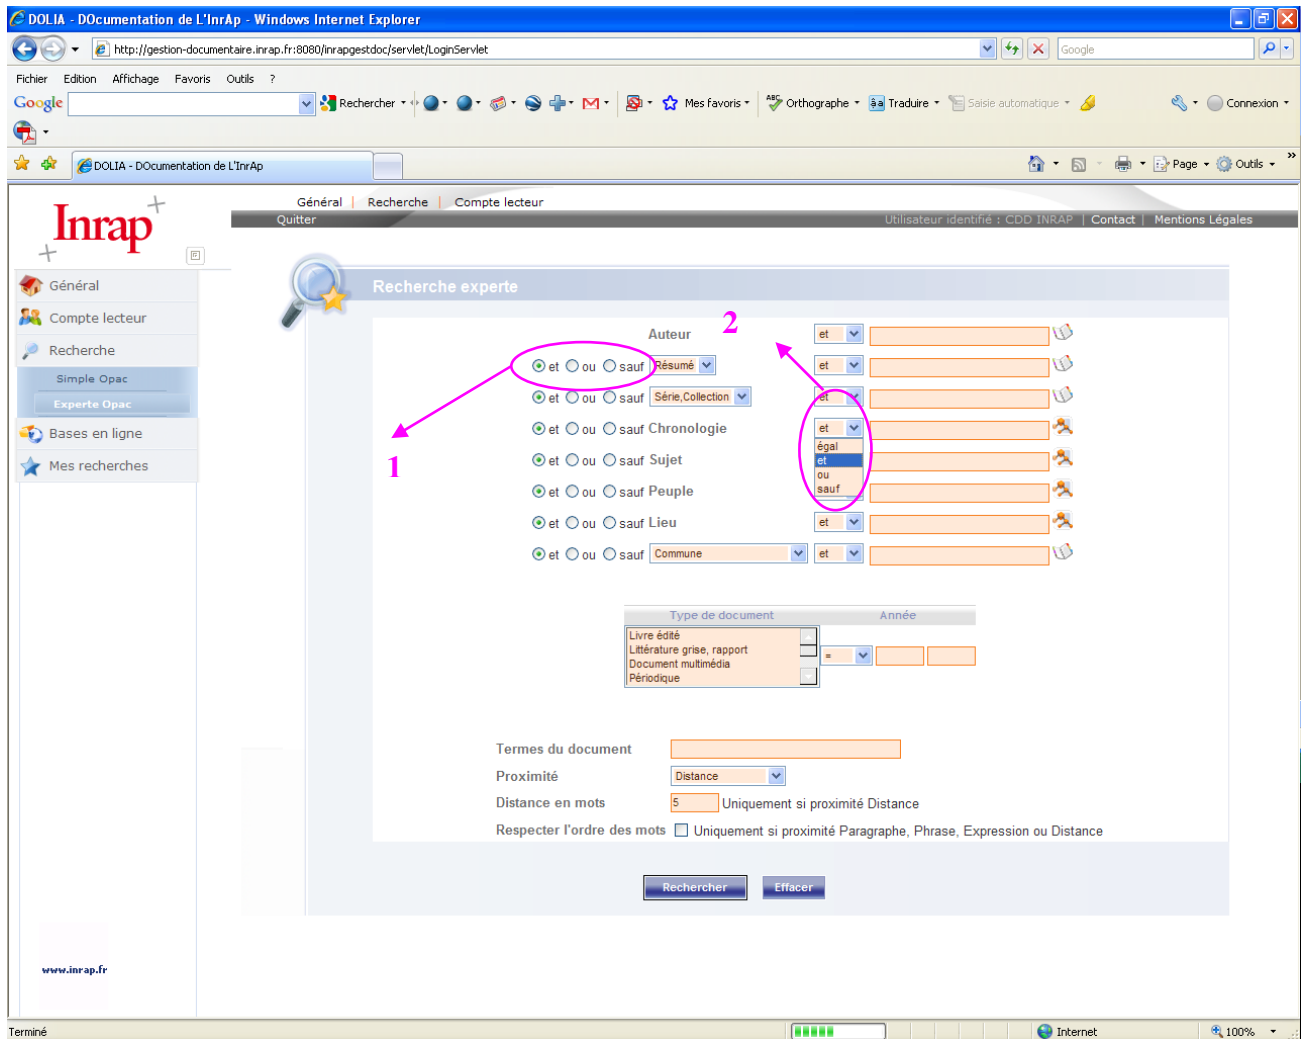 DOLIA - DOcumentation de L'InrAp - Windows Internet Explorer
http://gestion-documentaire.inrap.fr:8080/inrapgestdoc/servlet/LoginServlet
Google
Fichier Edition Affichage Favoris Outils ?
Google Rechercher Mes favoris ABC Orthographe aa Traduire Saisie automatique Connexion
DOLIA - DOcumentation de L'InrAp Page Outils »
Général | Recherche | Compte lecteur
Quitter Utilisateur identifié : CDD INRAP | Contact | Mentions Légales
Inrap
Général
Compte lecteur
Recherche
Simple Opac
Experte Opac
Bases en ligne
Mes recherches
Recherche experte
Auteur 2 et
et ou sauf Résumé et
et ou sauf Série,Collection et
et ou sauf Chronologie et
égal
et
ou
sauf
1
et ou sauf Sujet
et ou sauf Peuple
et ou sauf Lieu et
et ou sauf Commune et
Type de document Année
Livre édité
Littérature grise, rapport
Document multimédia
Périodique
=
Termes du document
Proximité Distance
Distance en mots 5 Uniquement si proximité Distance
Respecter l'ordre des mots Uniquement si proximité Paragraphe, Phrase, Expression ou Distance
Rechercher Effacer
www.inrap.fr
Terminé Internet 100%